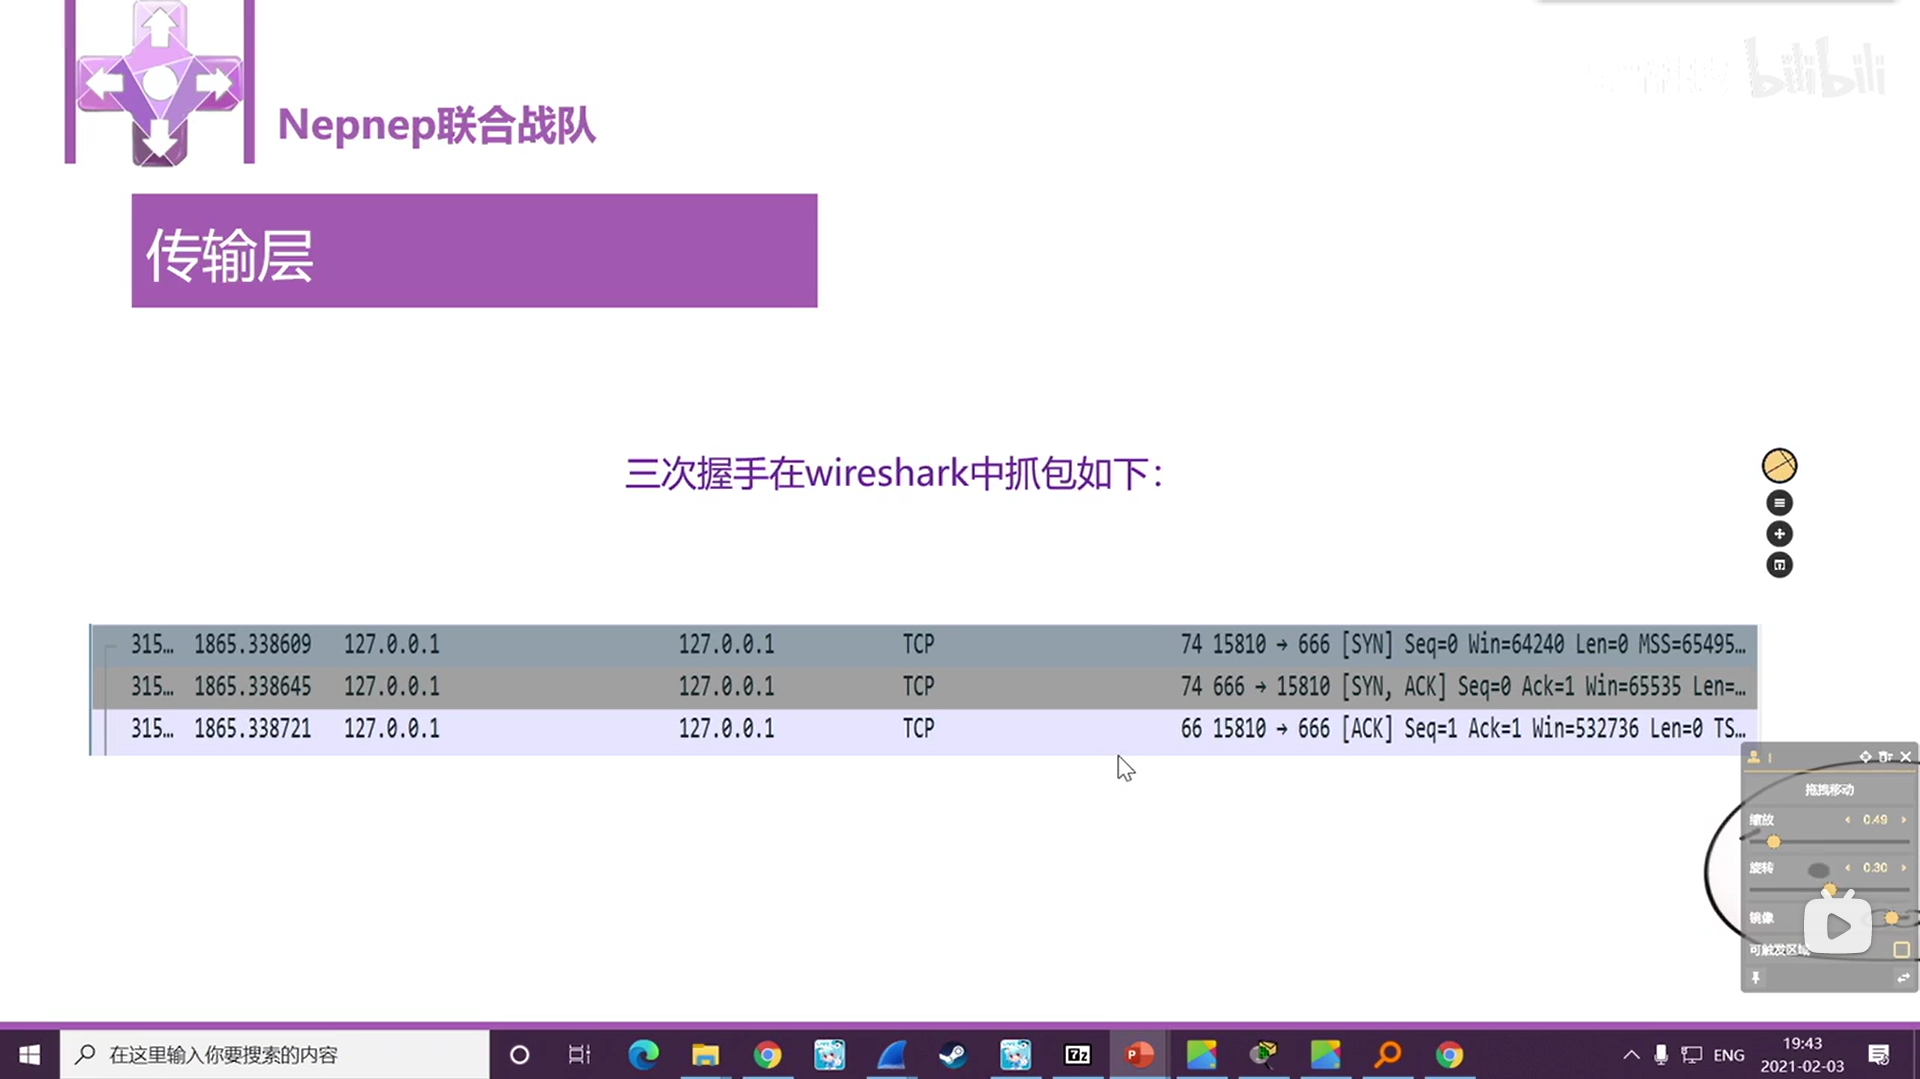 bilibili
Nepnep联合战队
传输层
三次握手在wireshark中抓包如下:
315... 1865.338609 127.0.0.1 127.0.0.1 TCP 74 15810 → 666 [SYN] Seq=0 Win=64240 Len=0 MSS=65495...
315... 1865.338645 127.0.0.1 127.0.0.1 TCP 74 666 → 15810 [SYN, ACK] Seq=0 Ack=1 Win=65535 Len=...
315... 1865.338721 127.0.0.1 127.0.0.1 TCP 66 15810 → 666 [ACK] Seq=1 Ack=1 Win=532736 Len=0 TS...
拖拽移动
缩放 0.49
旋转 0.30
镜像
可触发区域
在这里输入你要搜索的内容
7z
P
ENG
19:43
2021-02-03